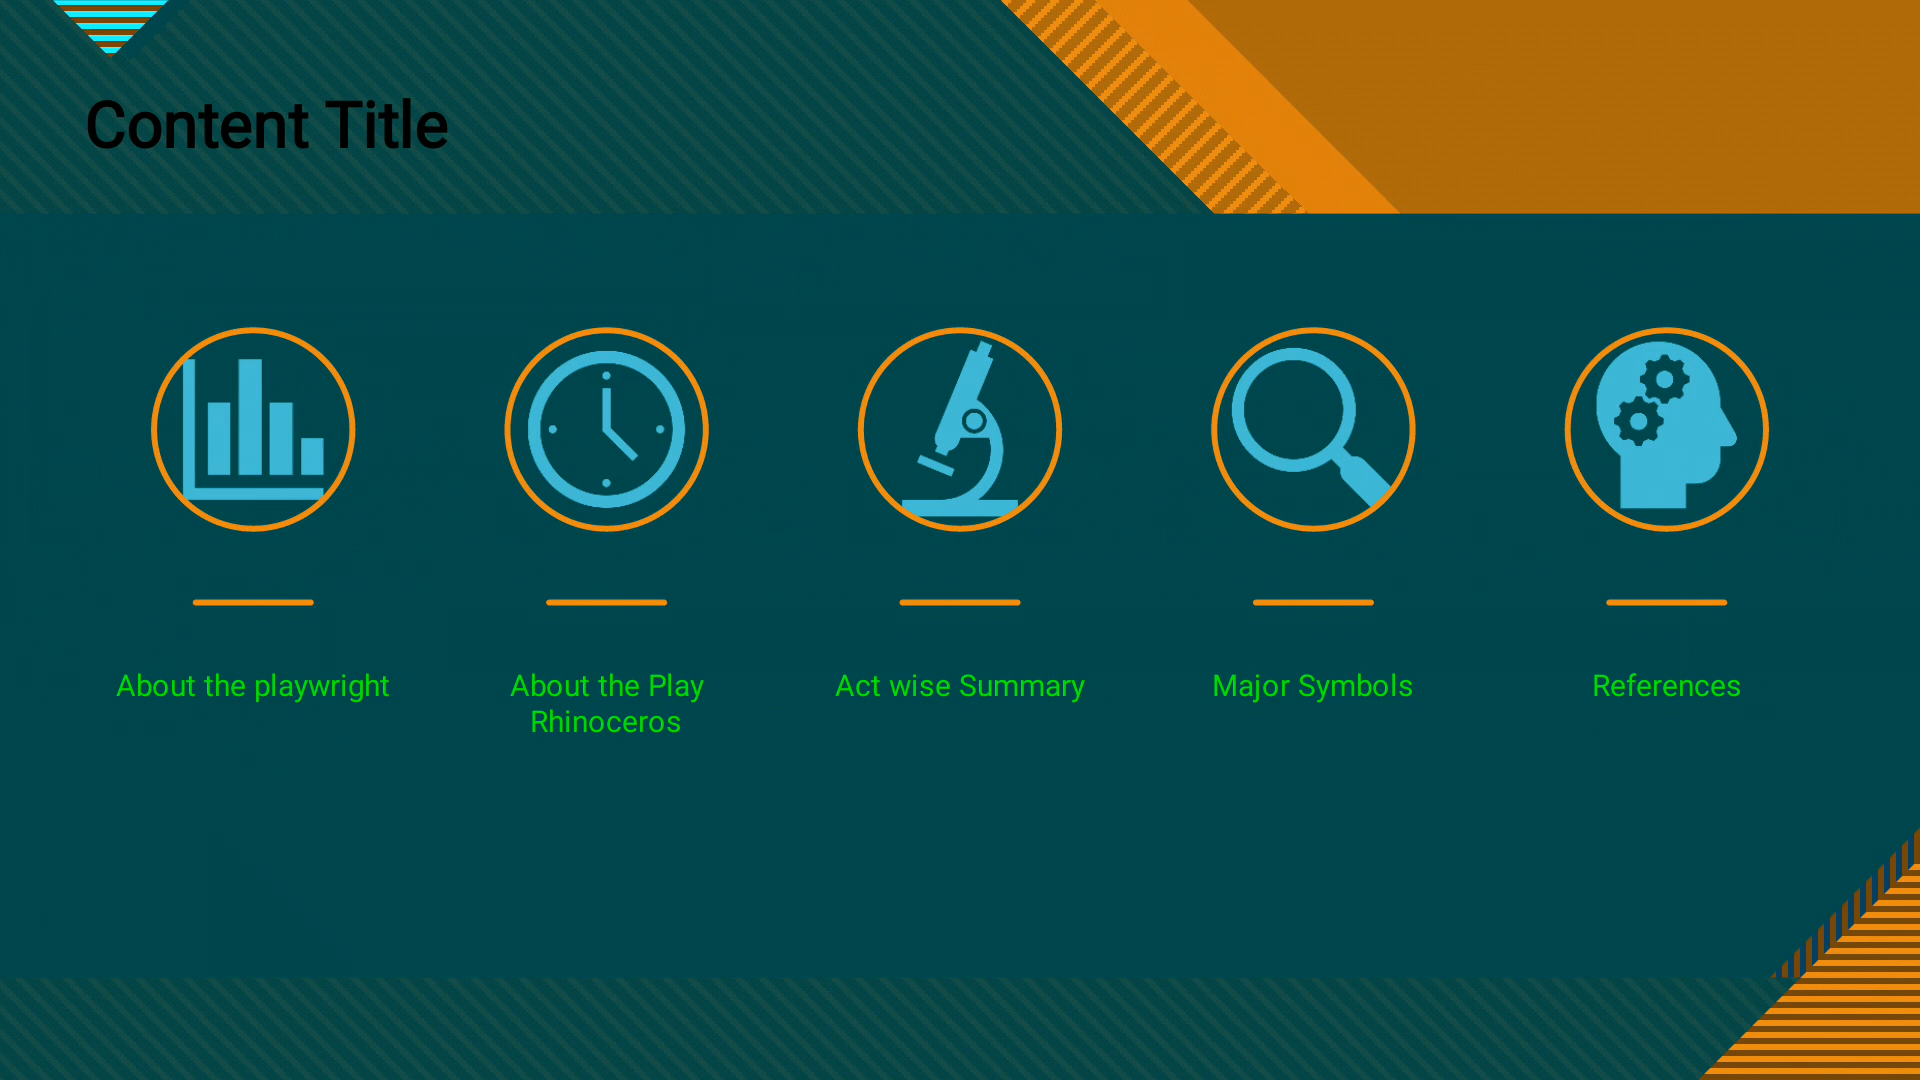 Content Title
About the playwright
About the Play
Rhinoceros
Act wise Summary
Major Symbols
References